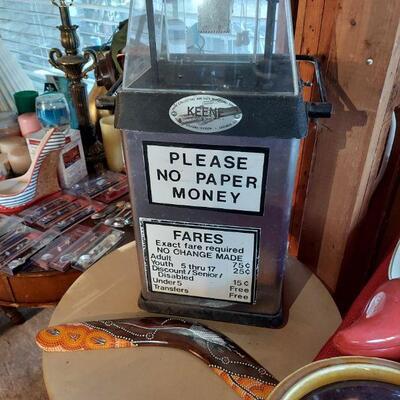 KEENE
PLEASE
NO PAPER
MONEY
FARES
Exact fare required
NO CHANGE MADE
Adult 75¢
Youth 5 thru 17 25¢
Discount/Senior/
Disabled 15¢
Under 5 Free
Transfers Free